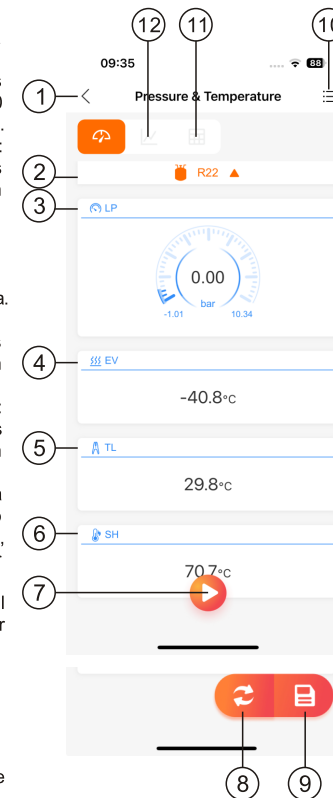 12 11 10
09:35 88
1 Pressure & Temperature
2 R22
3 LP
0.00
bar
-1.01 10.34
4 EV
-40.8°C
5 TL
29.8°C
6 SH
70.7°C
7
a.
8 9